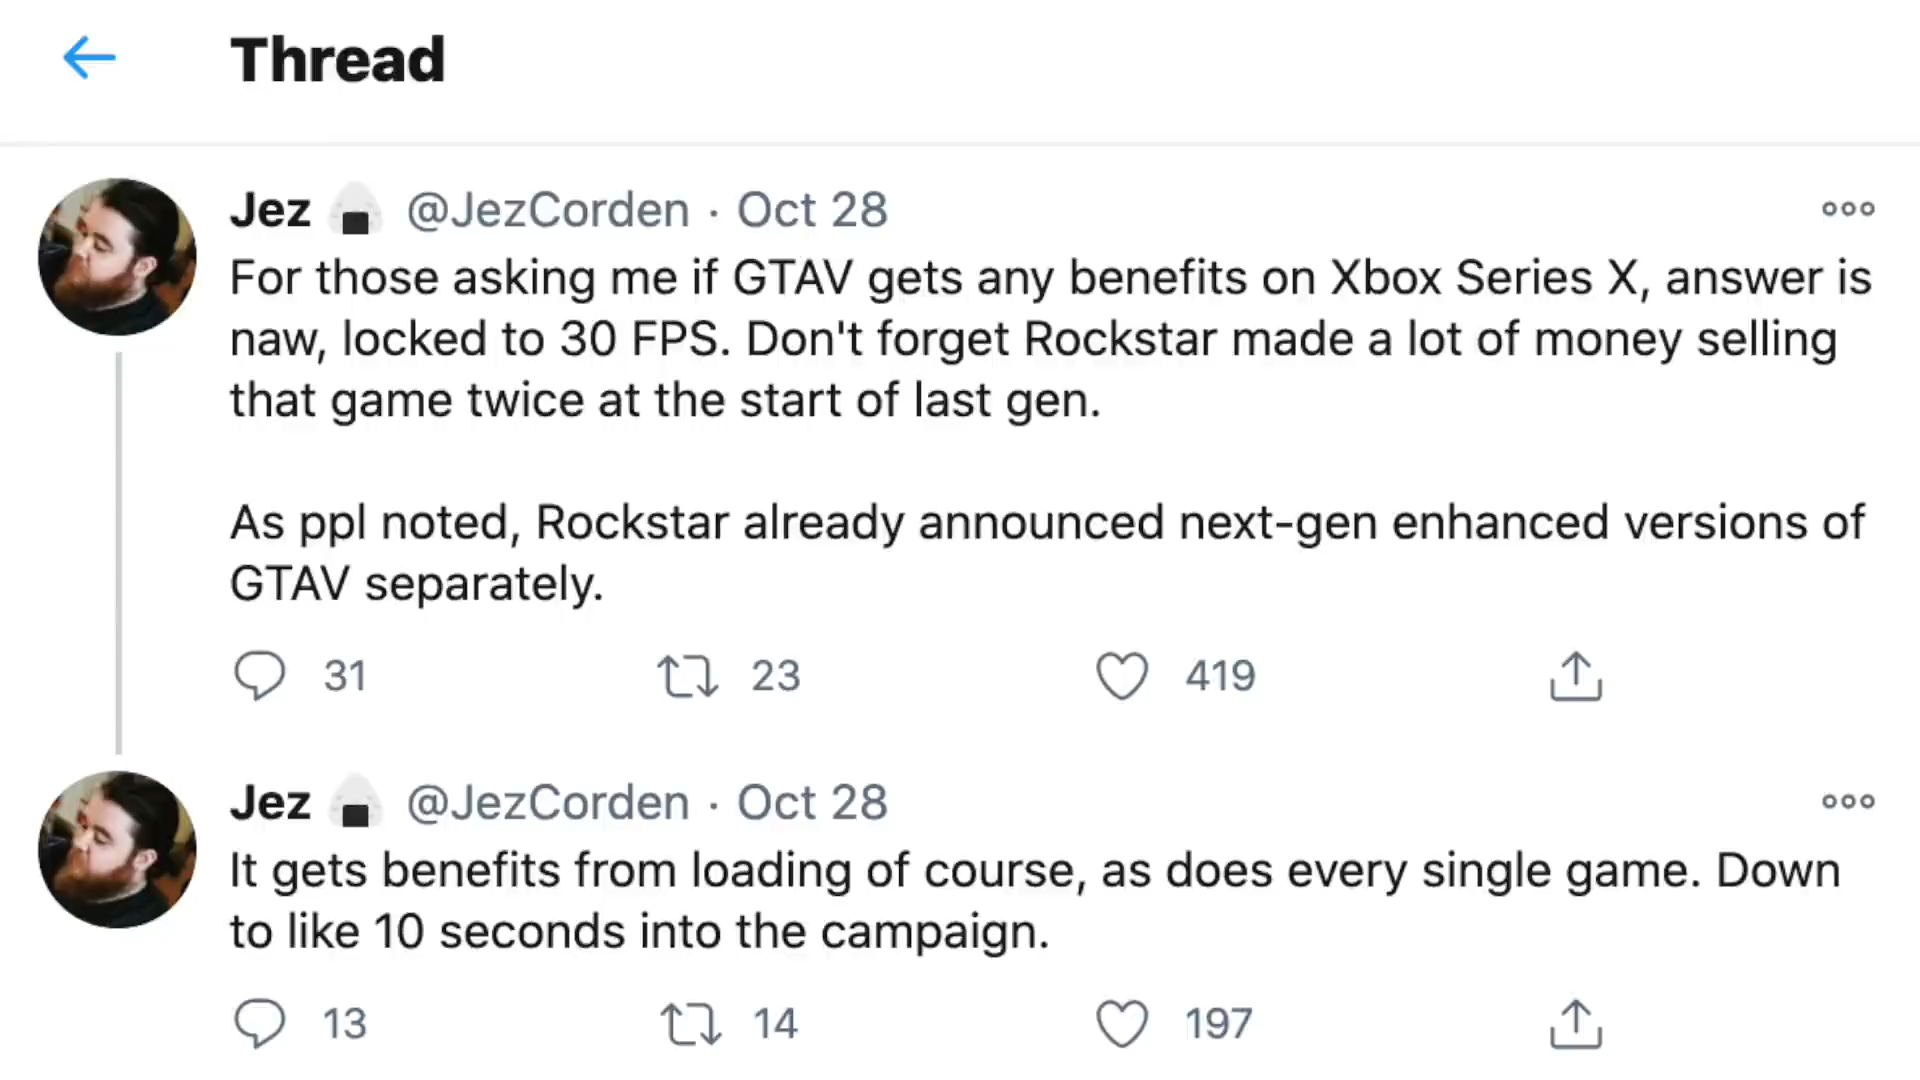 Thread
Jez 🍙 @JezCorden · Oct 28
For those asking me if GTAV gets any benefits on Xbox Series X, answer is
naw, locked to 30 FPS. Don't forget Rockstar made a lot of money selling
that game twice at the start of last gen.
As ppl noted, Rockstar already announced next-gen enhanced versions of
GTAV separately.
31 23 419
Jez 🍙 @JezCorden · Oct 28
It gets benefits from loading of course, as does every single game. Down
to like 10 seconds into the campaign.
13 14 197